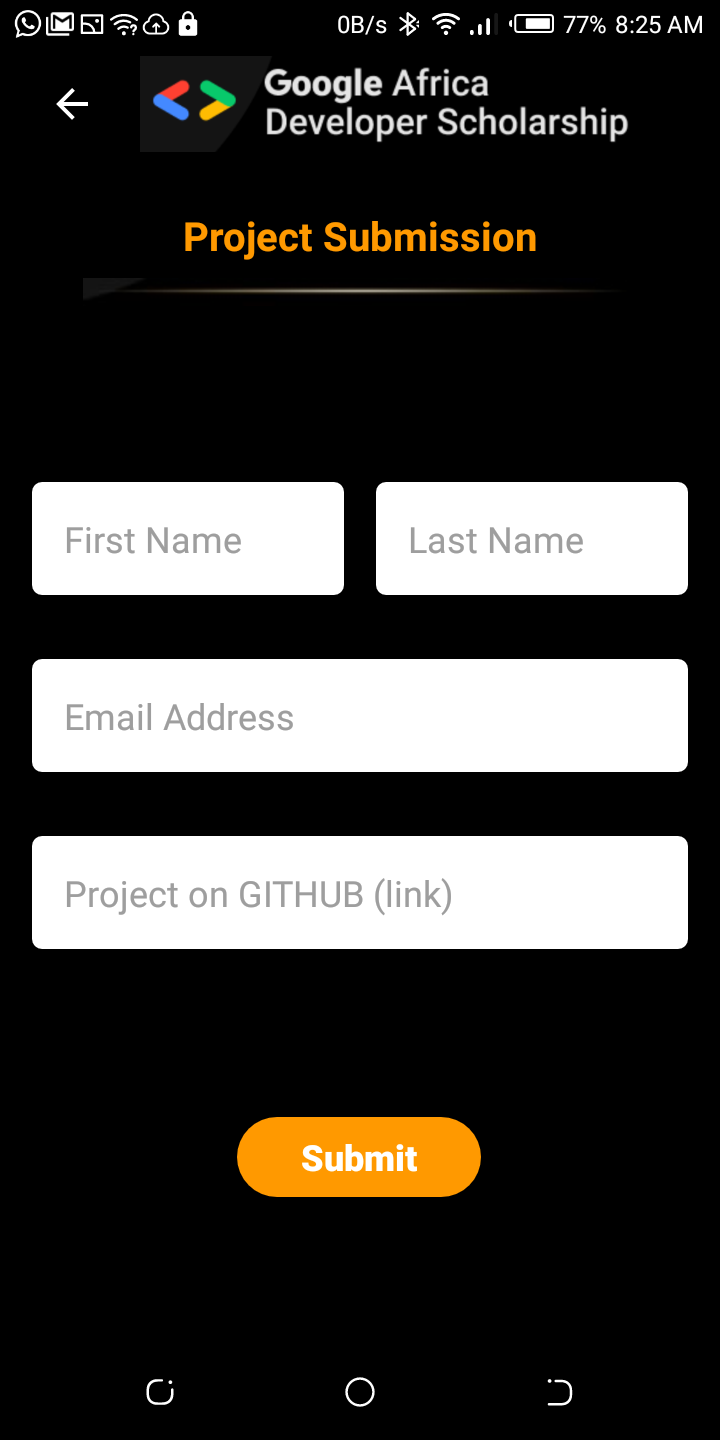 0B/s 77% 8:25 AM
Google Africa
Developer Scholarship
Project Submission
First Name Last Name
Email Address
Project on GITHUB (link)
Submit